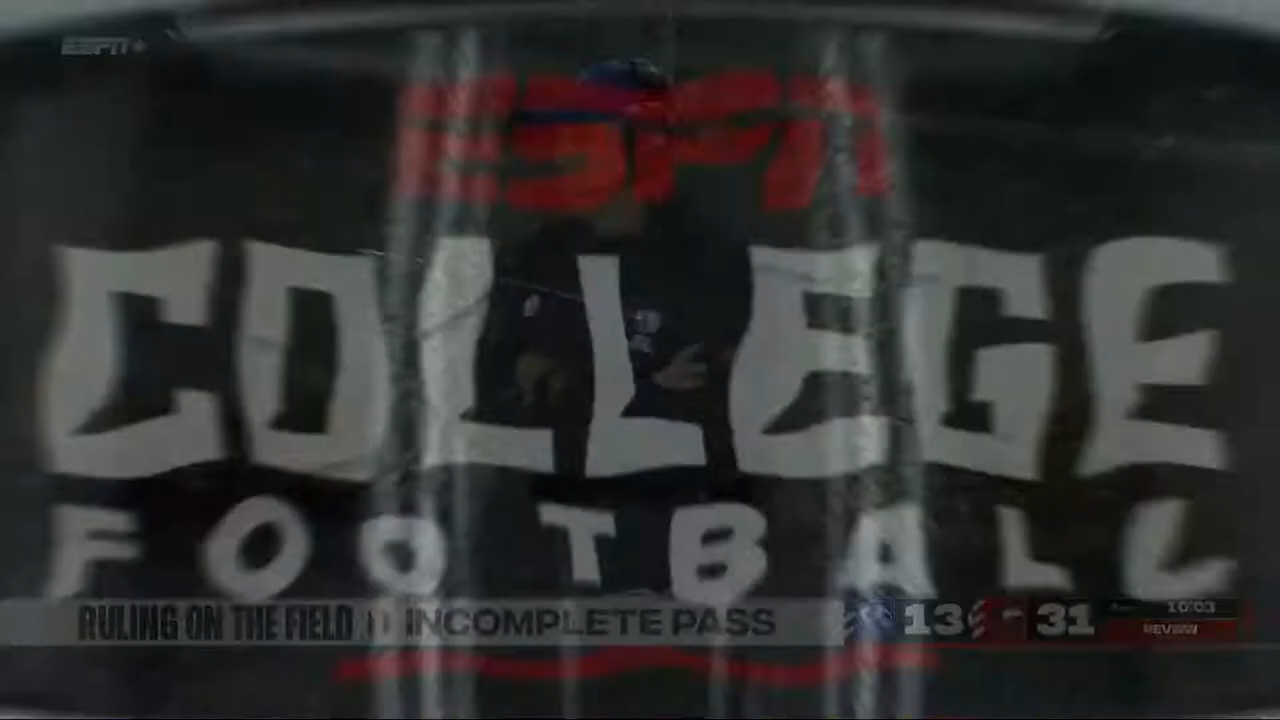 ESPN+
ESPN
COLLEGE
FOOTBALL
RULING ON THE FIELD
INCOMPLETE PASS
13 31
10:03
REVIEW